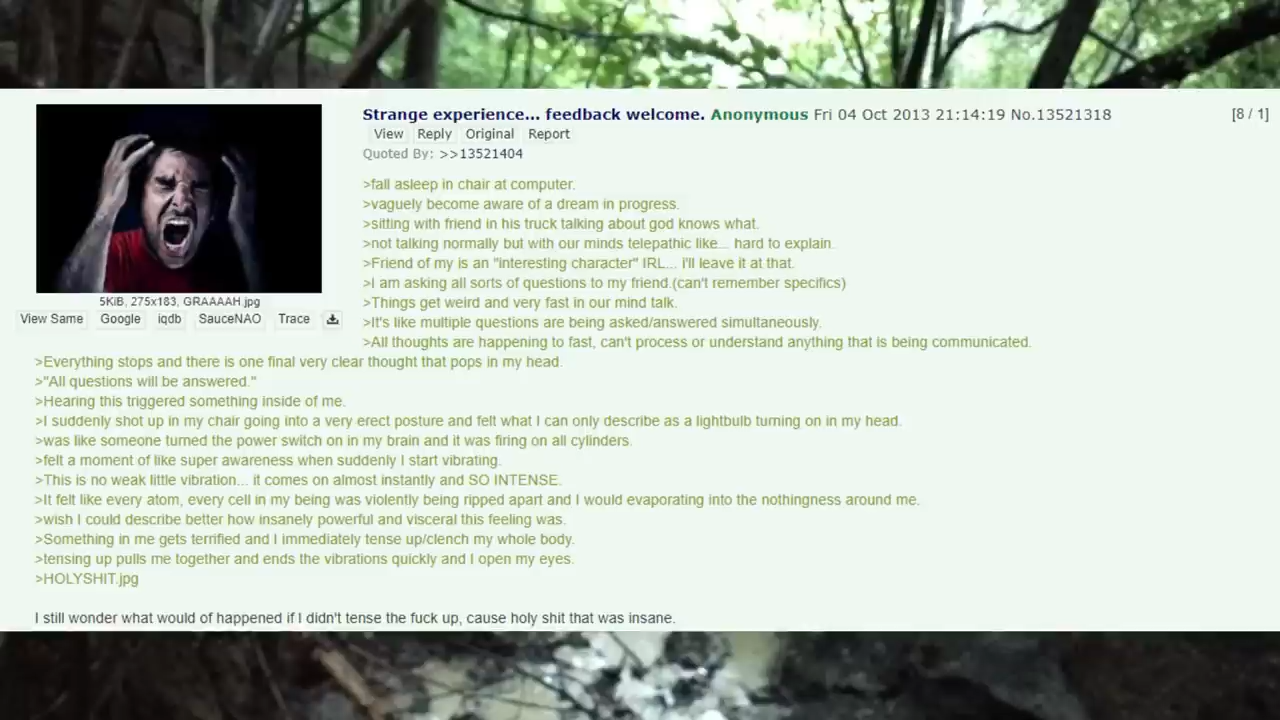 Strange experience... feedback welcome. Anonymous Fri 04 Oct 2013 21:14:19 No.13521318 [8 / 1]
View Reply Original Report
Quoted By: >>13521404
>fall asleep in chair at computer.
>vaguely become aware of a dream in progress.
>sitting with friend in his truck talking about god knows what.
>not talking normally but with our minds telepathic like... hard to explain.
>Friend of my is an "interesting character" IRL... i'll leave it at that.
>I am asking all sorts of questions to my friend.(can't remember specifics)
>Things get weird and very fast in our mind talk.
>It's like multiple questions are being asked/answered simultaneously.
>All thoughts are happening to fast, can't process or understand anything that is being communicated.
5KiB, 275x183, GRAAAAH.jpg
View Same Google iqdb SauceNAO Trace
>Everything stops and there is one final very clear thought that pops in my head.
>"All questions will be answered."
>Hearing this triggered something inside of me.
>I suddenly shot up in my chair going into a very erect posture and felt what I can only describe as a lightbulb turning on in my head.
>was like someone turned the power switch on in my brain and it was firing on all cylinders.
>felt a moment of like super awareness when suddenly I start vibrating.
>This is no weak little vibration... it comes on almost instantly and SO INTENSE.
>It felt like every atom, every cell in my being was violently being ripped apart and I would evaporating into the nothingness around me.
>wish I could describe better how insanely powerful and visceral this feeling was.
>Something in me gets terrified and I immediately tense up/clench my whole body.
>tensing up pulls me together and ends the vibrations quickly and I open my eyes.
>HOLYSHIT.jpg
I still wonder what would of happened if I didn't tense the fuck up, cause holy shit that was insane.